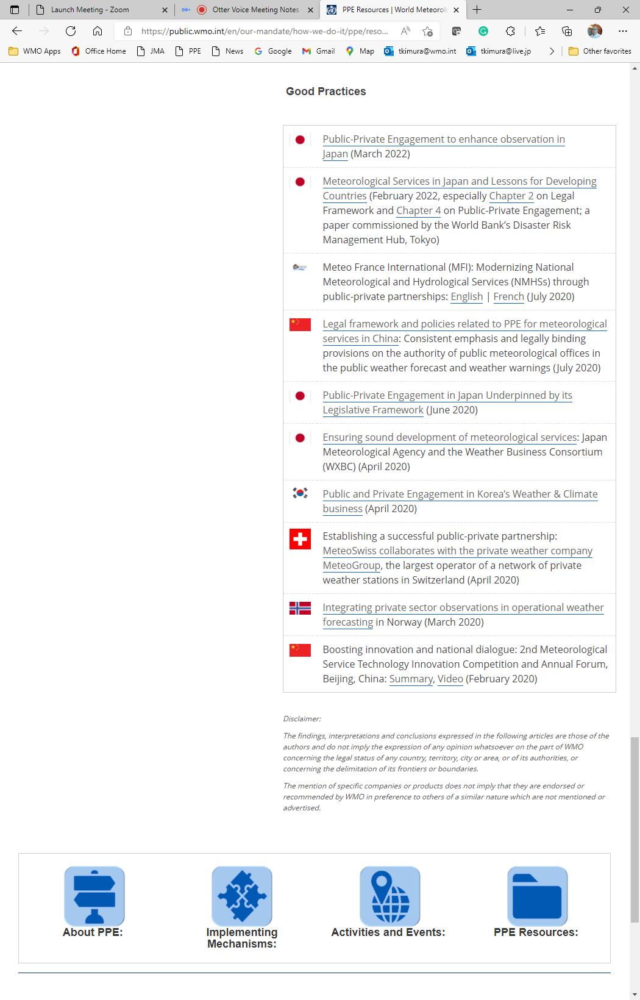 Launch Meeting - Zoom
Otter Voice Meeting Notes
PPE Resources | World Meteorol
https://public.wmo.int/en/our-mandate/how-we-do-it/ppe/reso...
WMO Apps
Office Home
JMA
PPE
News
Google
Gmail
Map
tkimura@wmo.int
tkimura@live.jp
Other favorites
Good Practices
Public-Private Engagement to enhance observation in
Japan (March 2022)
Meteorological Services in Japan and Lessons for Developing
Countries (February 2022, especially Chapter 2 on Legal
Framework and Chapter 4 on Public-Private Engagement; a
paper commissioned by the World Bank’s Disaster Risk
Management Hub, Tokyo)
Meteo France International (MFI): Modernizing National
Meteorological and Hydrological Services (NMHSs) through
public-private partnerships: English | French (July 2020)
Legal framework and policies related to PPE for meteorological
services in China: Consistent emphasis and legally binding
provisions on the authority of public meteorological offices in
the public weather forecast and weather warnings (July 2020)
Public-Private Engagement in Japan Underpinned by its
Legislative Framework (June 2020)
Ensuring sound development of meteorological services: Japan
Meteorological Agency and the Weather Business Consortium
(WXBC) (April 2020)
Public and Private Engagement in Korea’s Weather & Climate
business (April 2020)
Establishing a successful public-private partnership:
MeteoSwiss collaborates with the private weather company
MeteoGroup, the largest operator of a network of private
weather stations in Switzerland (April 2020)
Integrating private sector observations in operational weather
forecasting in Norway (March 2020)
Boosting innovation and national dialogue: 2nd Meteorological
Service Technology Innovation Competition and Annual Forum,
Beijing, China: Summary, Video (February 2020)
Disclaimer:
The findings, interpretations and conclusions expressed in the following articles are those of the
authors and do not imply the expression of any opinion whatsoever on the part of WMO
concerning the legal status of any country, territory, city or area, or of its authorities, or
concerning the delimitation of its frontiers or boundaries.
The mention of specific companies or products does not imply that they are endorsed or
recommended by WMO in preference to others of a similar nature which are not mentioned or
advertised.
About PPE:
Implementing
Mechanisms:
Activities and Events:
PPE Resources: